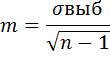 m = σвыб / √(n − 1)